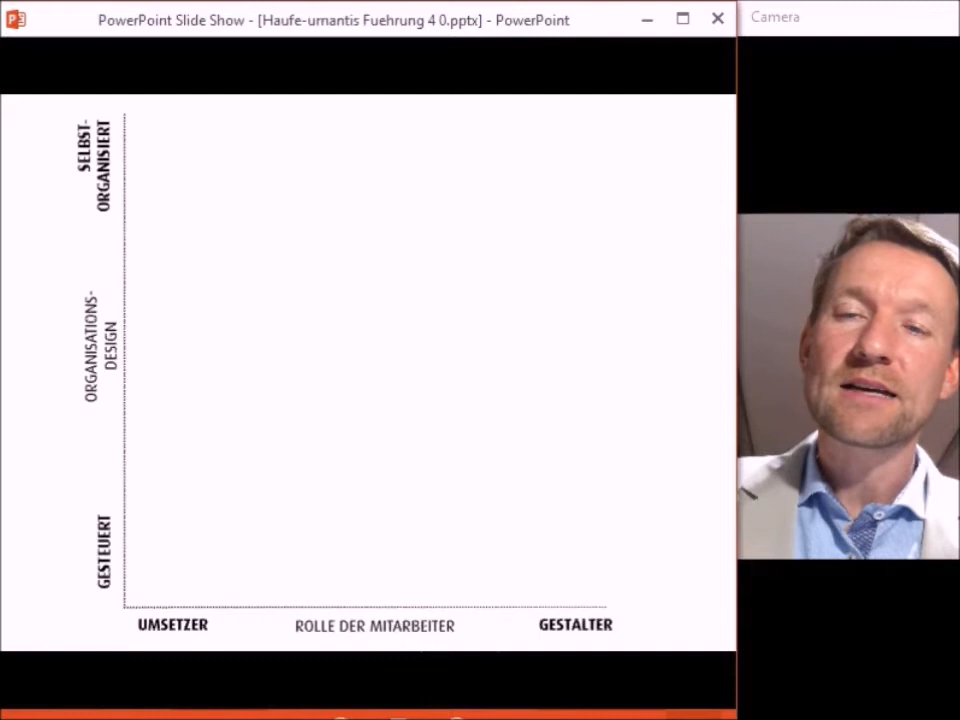 PowerPoint Slide Show - [Haufe-umantis Fuehrung 4 0.pptx] - PowerPoint
Camera
SELBST-
ORGANISIERT
ORGANISATIONS-
DESIGN
GESTEUERT
UMSETZER
ROLLE DER MITARBEITER
GESTALTER